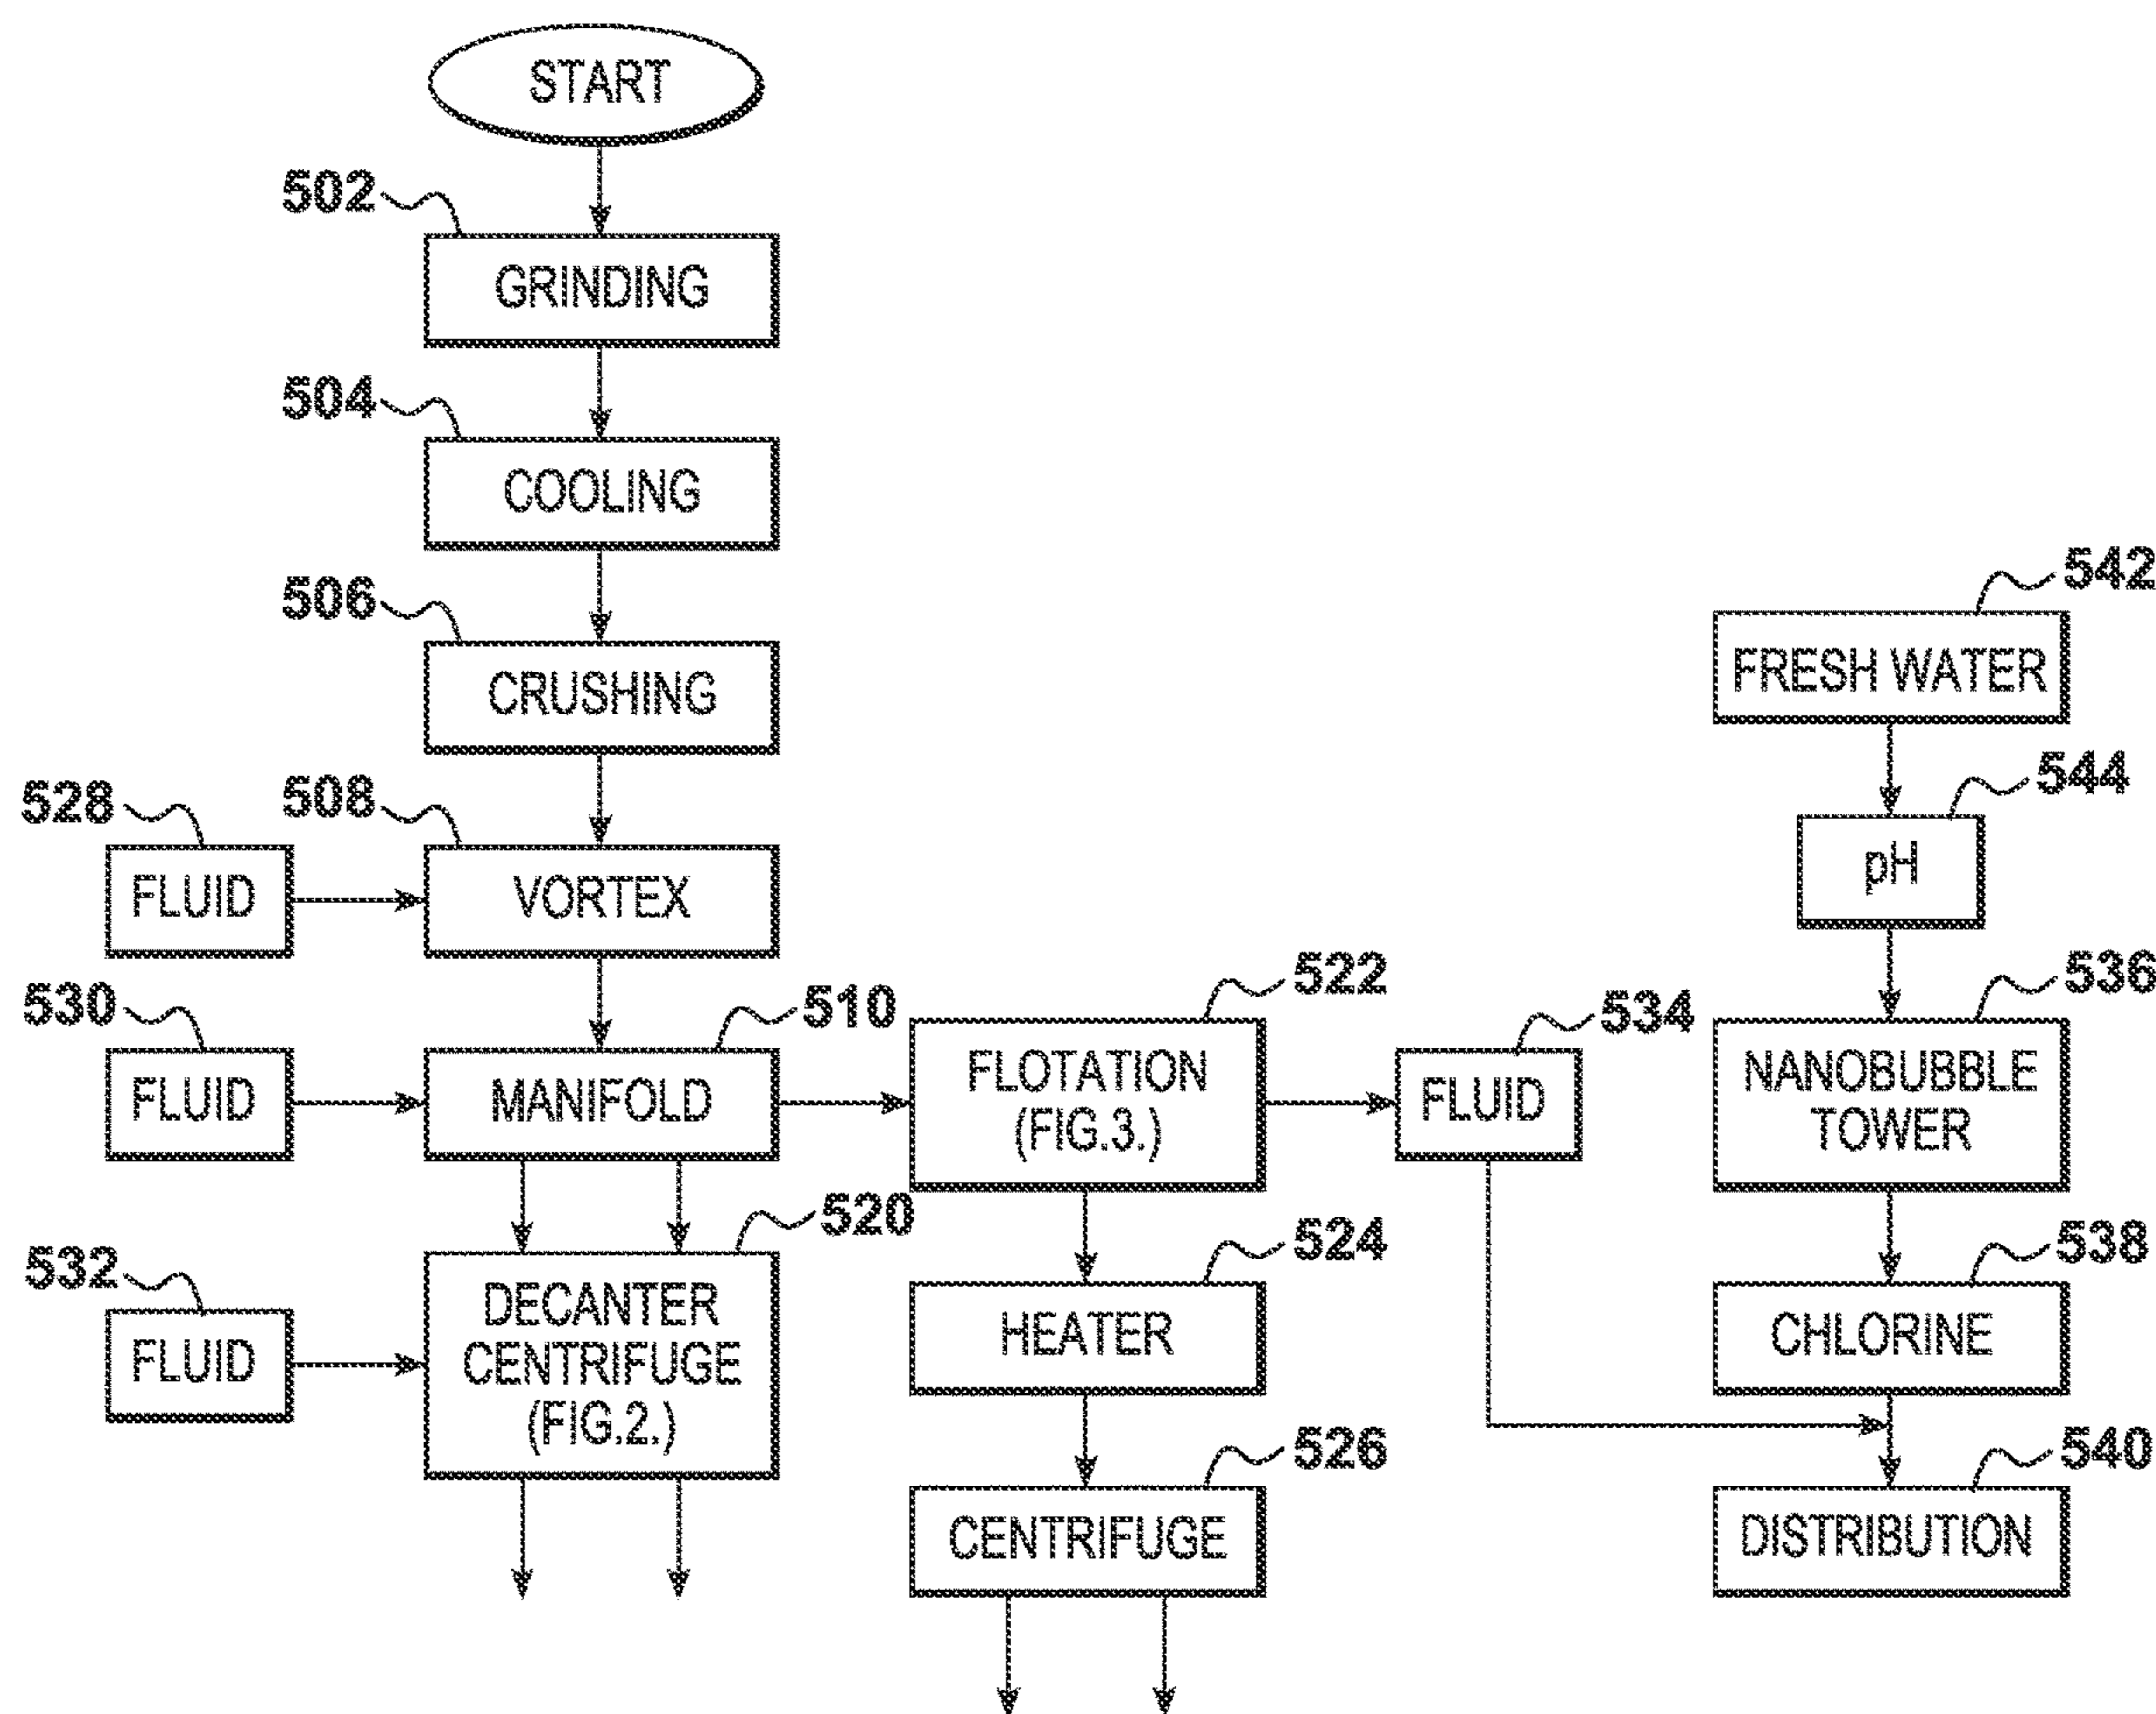 START
502
GRINDING
504
COOLING
506
CRUSHING
528
FLUID
508
VORTEX
530
FLUID
510
MANIFOLD
532
FLUID
520
DECANTER
CENTRIFUGE
(FIG.2.)
522
FLOTATION
(FIG.3.)
524
HEATER
526
CENTRIFUGE
534
FLUID
542
FRESH WATER
544
pH
536
NANOBUBBLE
TOWER
538
CHLORINE
540
DISTRIBUTION